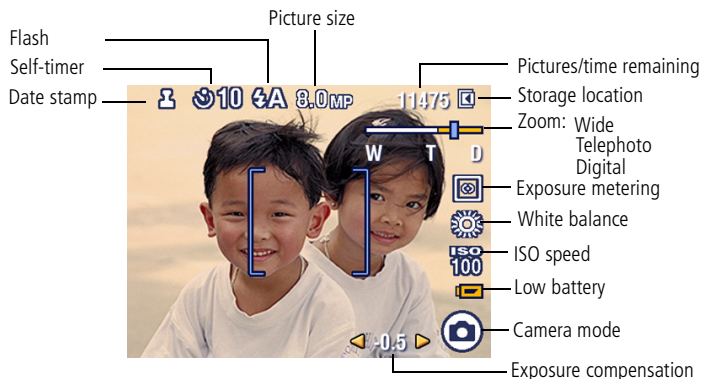 Picture size
Flash
Self-timer
Date stamp
10 ϟA 8.0MP
11475
Pictures/time remaining
Storage location
Zoom: Wide
Telephoto
Digital
W T D
Exposure metering
White balance
ISO
100
ISO speed
Low battery
Camera mode
-0.5
Exposure compensation